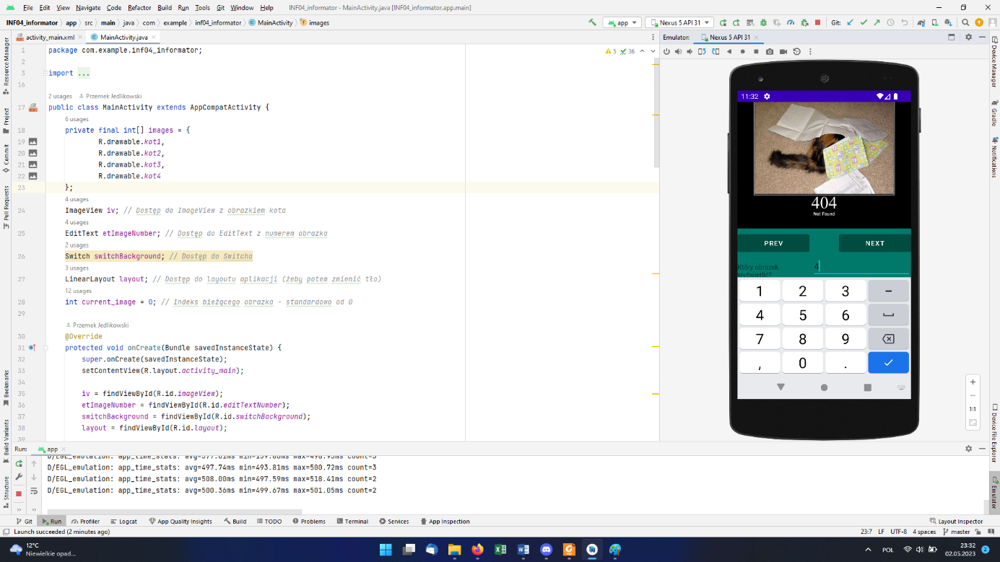 File Edit View Navigate Code Refactor Build Run Tools Git Window Help INF04_informator - MainActivity.java [INF04_informator.app.main]
INF04_informator app src main java com example inf04_informator MainActivity images app Nexus 5 API 31 Git:
activity_main.xml MainActivity.java Emulator: Nexus 5 API 31
5 36
1 package com.example.inf04_informator;
2
3 import ...
16
2 usages Przemek Jedlikowski
17 public class MainActivity extends AppCompatActivity {
6 usages
18 private final int[] images = {
19 R.drawable.kot1,
20 R.drawable.kot2,
21 R.drawable.kot3,
22 R.drawable.kot4
23 };
4 usages
24 ImageView iv; // Dostęp do ImageView z obrazkiem kota
4 usages
25 EditText etImageNumber; // Dostęp do EditText z numerem obrazka
2 usages
26 Switch switchBackground; // Dostęp do Switcha
3 usages
27 LinearLayout layout; // Dostęp do layoutu aplikacji (żeby potem zmienić tło)
12 usages
28 int current_image = 0; // Indeks bieżącego obrazka - standardowo od 0
29
Przemek Jedlikowski
30 @Override
31 protected void onCreate(Bundle savedInstanceState) {
32 super.onCreate(savedInstanceState);
33 setContentView(R.layout.activity_main);
34
35 iv = findViewById(R.id.imageView);
36 etImageNumber = findViewById(R.id.editTextNumber);
37 switchBackground = findViewById(R.id.switchBackground);
38 layout = findViewById(R.id.layout);
39
Resource Manager
Project
Commit
Pull Requests
Bookmarks
Build Variants
Structure
11:32
404
Not Found
PREV NEXT
Który obrazek 4
wyświetlić?
1 2 3 -
4 5 6
7 8 9
, 0 .
1:1
Device Manager
Gradle
Notifications
Device File Explorer
Emulator
Run: app
D/EGL_emulation: app_time_stats: avg=377.61ms min=139.80ms max=498.93ms count=3
D/EGL_emulation: app_time_stats: avg=497.74ms min=493.81ms max=500.72ms count=3
D/EGL_emulation: app_time_stats: avg=508.00ms min=497.59ms max=518.41ms count=2
D/EGL_emulation: app_time_stats: avg=500.36ms min=499.67ms max=501.05ms count=2
Git Run Profiler Logcat App Quality Insights Build TODO Problems Terminal Services App Inspection Layout Inspector
Launch succeeded (2 minutes ago) 23:7 LF UTF-8 4 spaces master
12°C
Niewielkie opad...
POL
23:32
02.05.2023
2